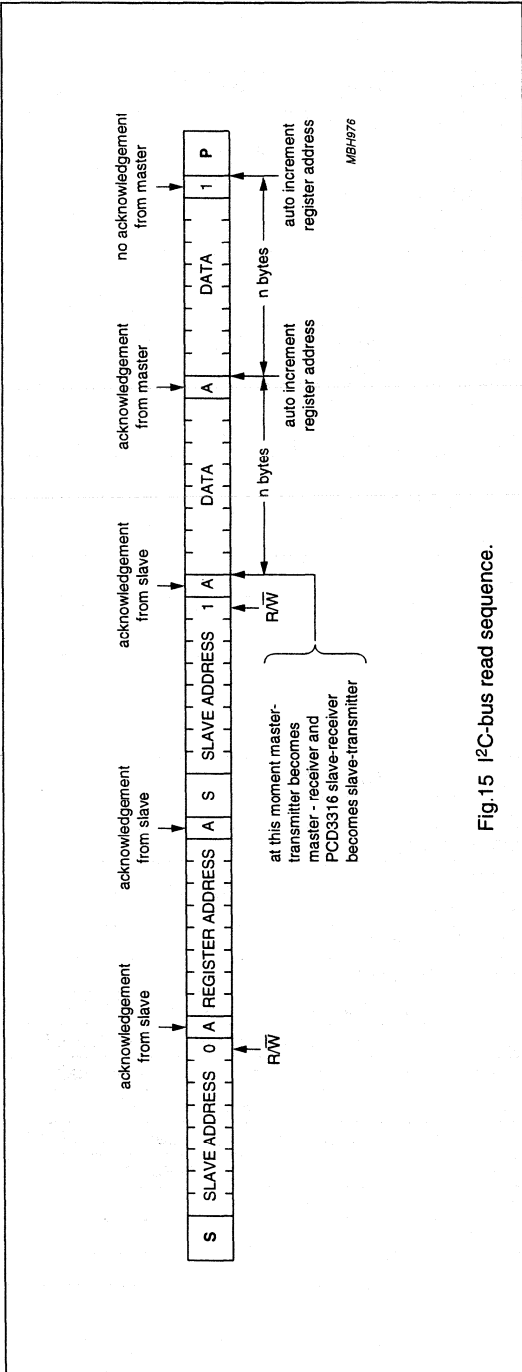 acknowledgement
from slave
acknowledgement
from slave
acknowledgement
from slave
acknowledgement
from master
no acknowledgement
from master
S SLAVE ADDRESS 0 A REGISTER ADDRESS A S SLAVE ADDRESS 1 A DATA A DATA 1 P
R/W̅
R/W̅
n bytes
n bytes
auto increment
register address
auto increment
register address
at this moment master-
transmitter becomes
master - receiver and
PCD3316 slave-receiver
becomes slave-transmitter
MBH976
Fig.15 I²C-bus read sequence.